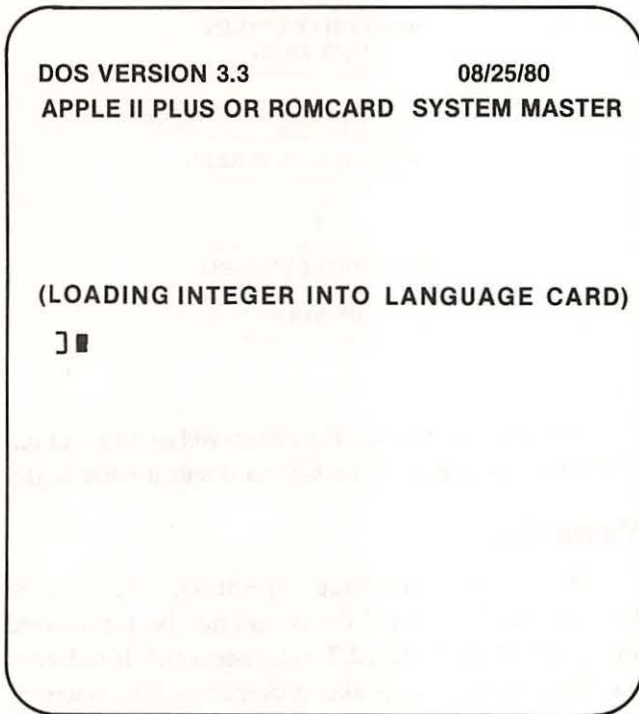 DOS VERSION 3.3 08/25/80
APPLE II PLUS OR ROMCARD SYSTEM MASTER
(LOADING INTEGER INTO LANGUAGE CARD)
]